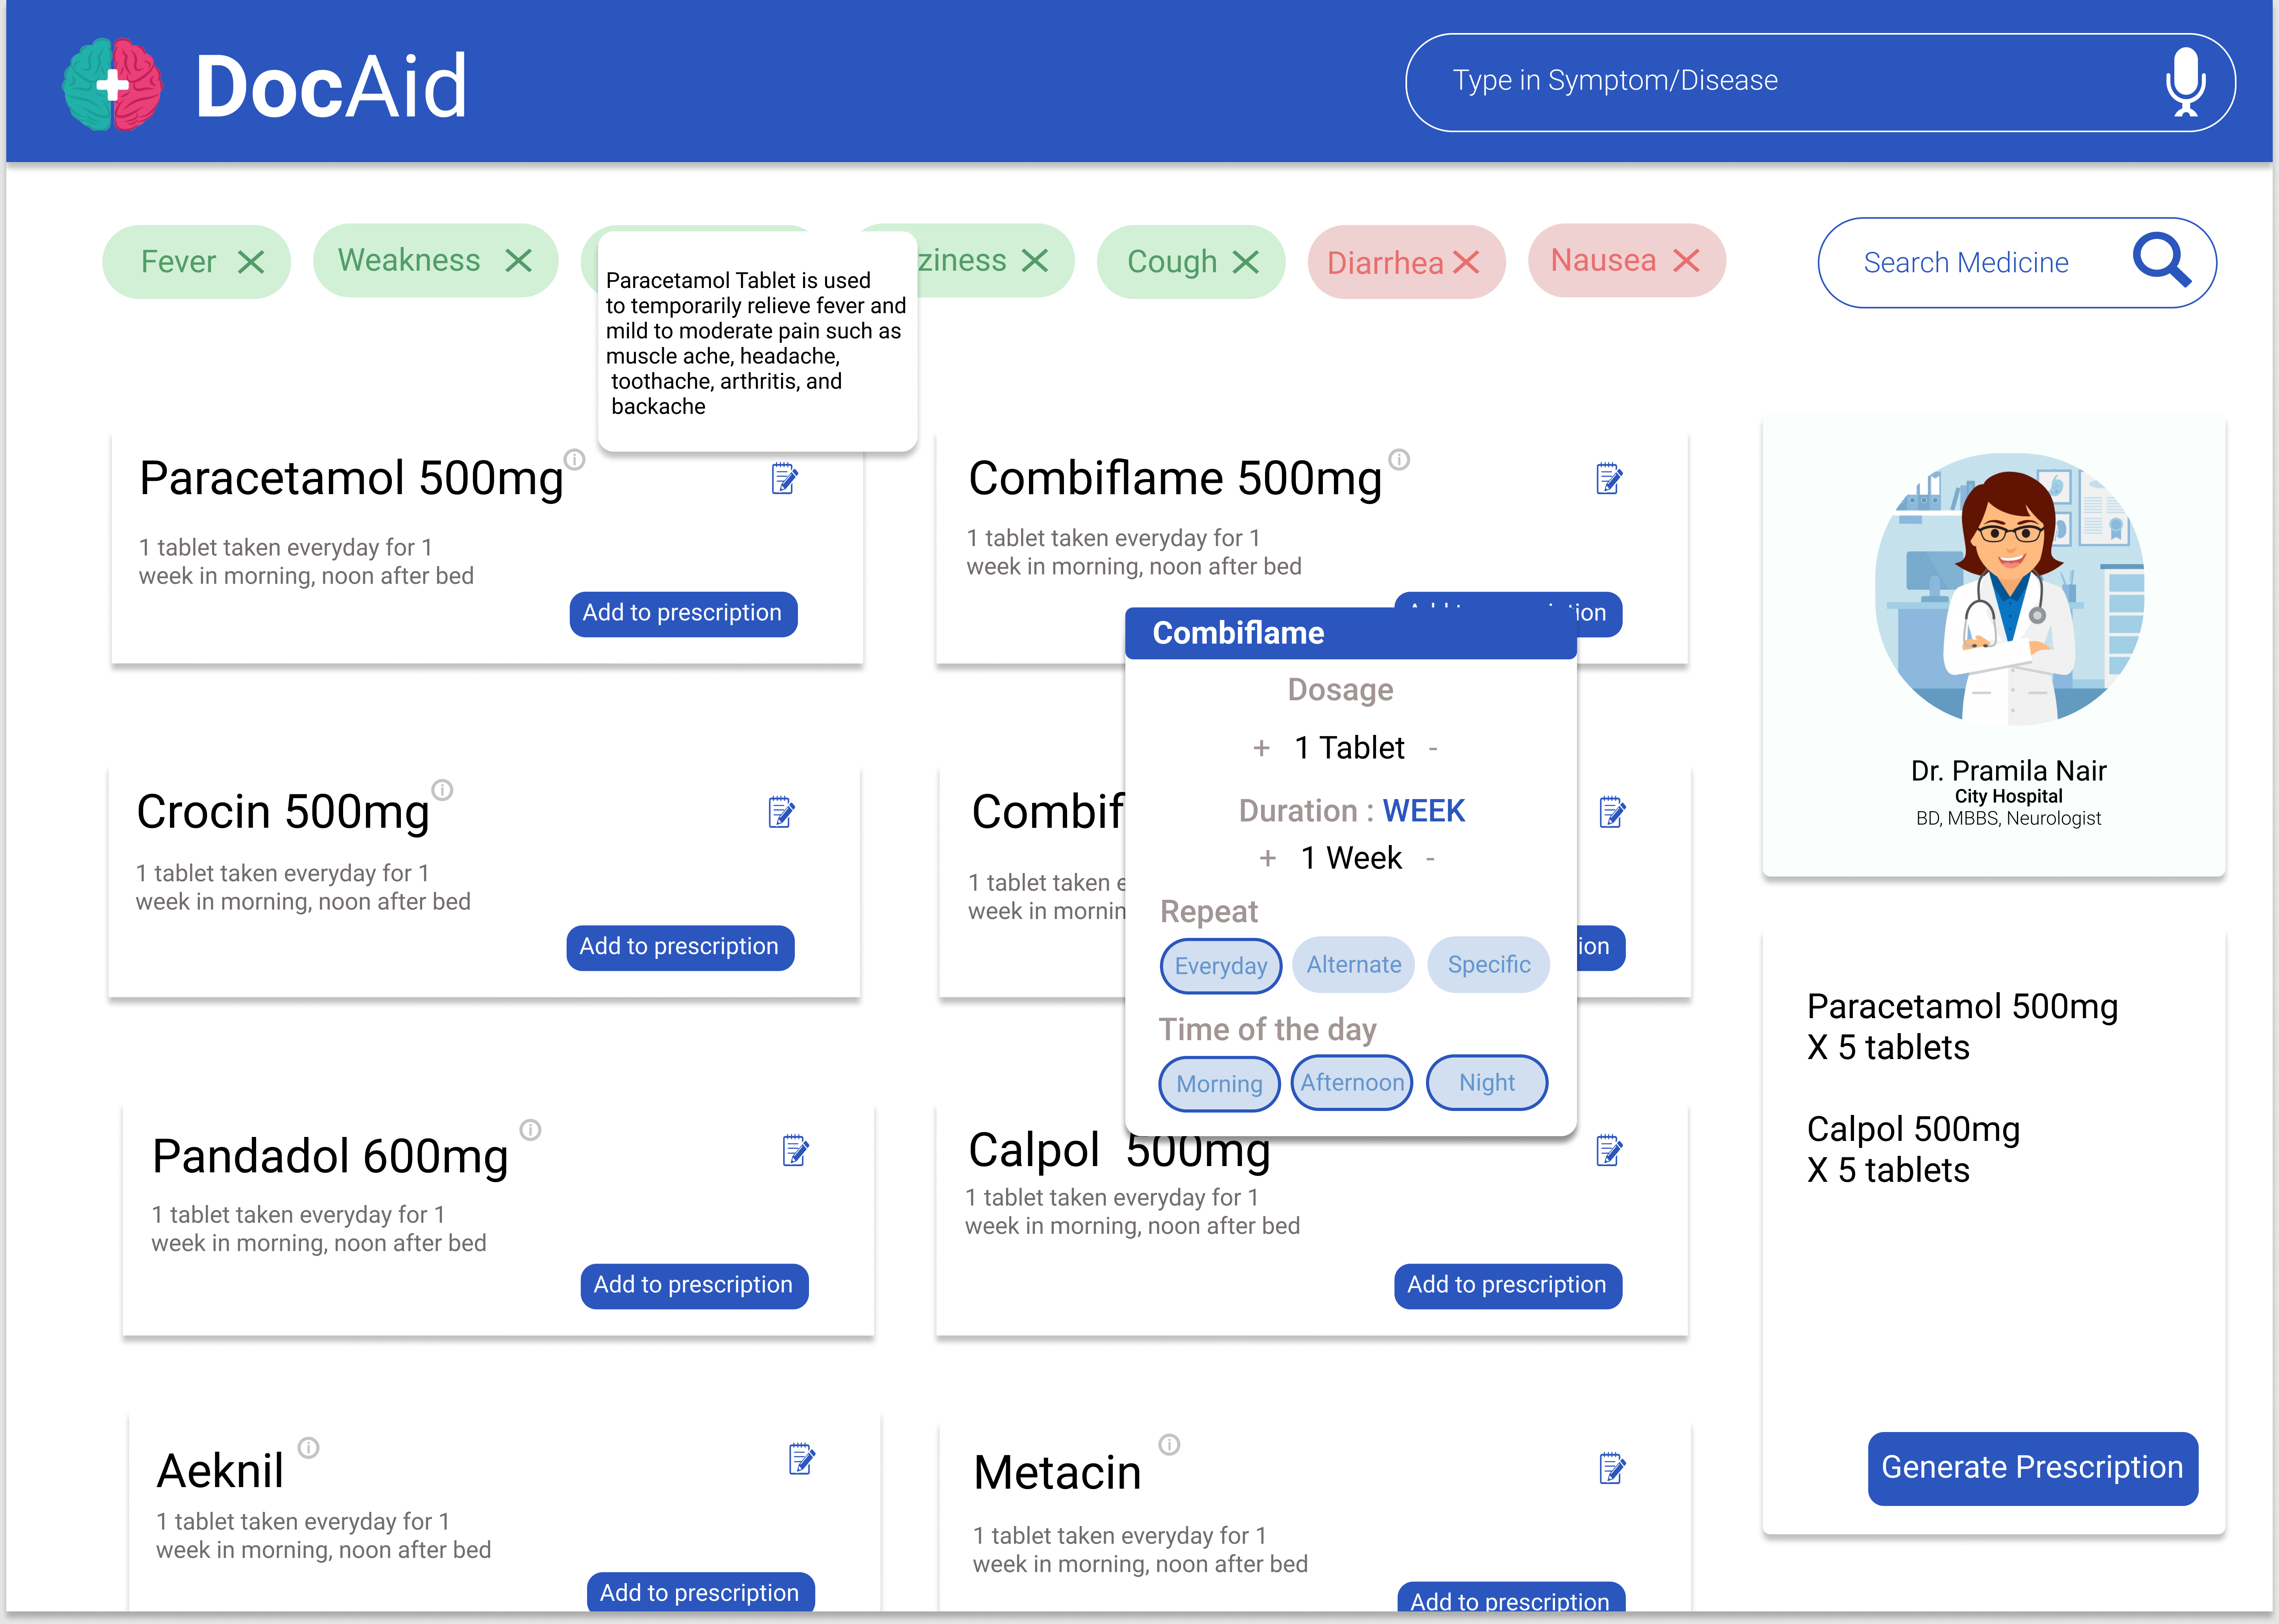 DocAid
Type in Symptom/Disease
Fever
Weakness
ziness
Cough
Diarrhea
Nausea
Search Medicine
Paracetamol Tablet is used
to temporarily relieve fever and
mild to moderate pain such as
muscle ache, headache,
toothache, arthritis, and
backache
Paracetamol 500mg
1 tablet taken everyday for 1
week in morning, noon after bed
Add to prescription
Combiflame 500mg
1 tablet taken everyday for 1
week in morning, noon after bed
Combiflame
Dosage
+ 1 Tablet -
Duration : WEEK
+ 1 Week -
Repeat
Everyday Alternate Specific
Time of the day
Morning Afternoon Night
Crocin 500mg
1 tablet taken everyday for 1
week in morning, noon after bed
Add to prescription
Combif
1 tablet taken e
week in mornin
ion
Pandadol 600mg
1 tablet taken everyday for 1
week in morning, noon after bed
Add to prescription
Calpol 500mg
1 tablet taken everyday for 1
week in morning, noon after bed
Add to prescription
Aeknil
1 tablet taken everyday for 1
week in morning, noon after bed
Add to prescription
Metacin
1 tablet taken everyday for 1
week in morning, noon after bed
Add to prescription
Dr. Pramila Nair
City Hospital
BD, MBBS, Neurologist
Paracetamol 500mg
X 5 tablets
Calpol 500mg
X 5 tablets
Generate Prescription